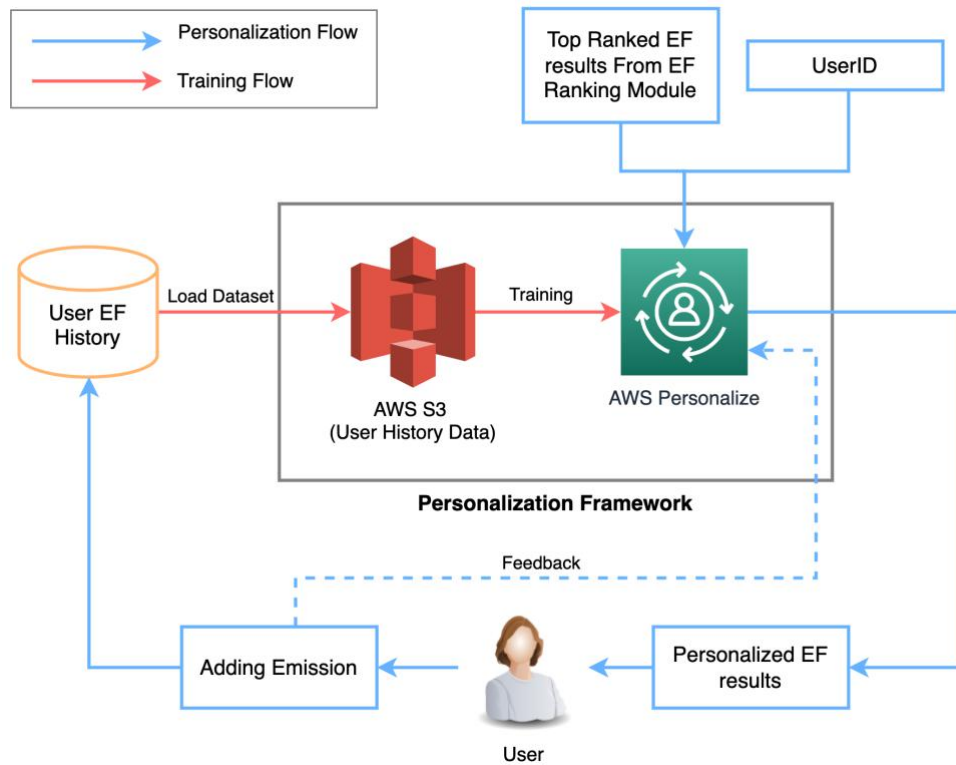 Personalization Flow
Training Flow
Top Ranked EF
results From EF
Ranking Module
UserID
User EF
History
Load Dataset
Training
AWS S3
(User History Data)
AWS Personalize
Personalization Framework
Feedback
Adding Emission
User
Personalized EF
results